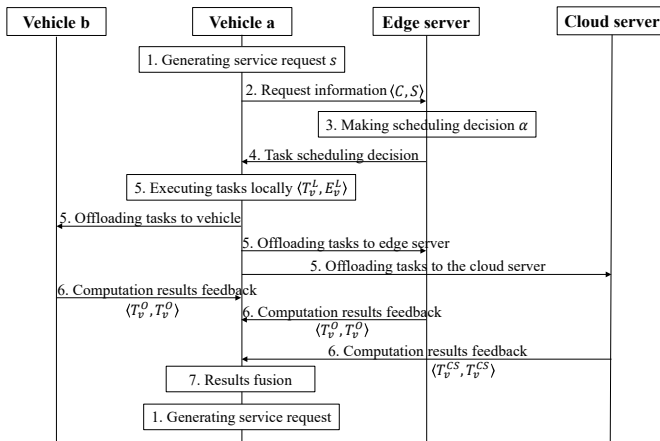 Vehicle b
Vehicle a
Edge server
Cloud server
1. Generating service request s
2. Request information ⟨C, S⟩
3. Making scheduling decision α
4. Task scheduling decision
5. Executing tasks locally ⟨T_v^L, E_v^L⟩
5. Offloading tasks to vehicle
5. Offloading tasks to edge server
5. Offloading tasks to the cloud server
6. Computation results feedback
⟨T_v^O, T_v^O⟩
6. Computation results feedback
⟨T_v^O, T_v^O⟩
6. Computation results feedback
⟨T_v^{CS}, T_v^{CS}⟩
7. Results fusion
1. Generating service request